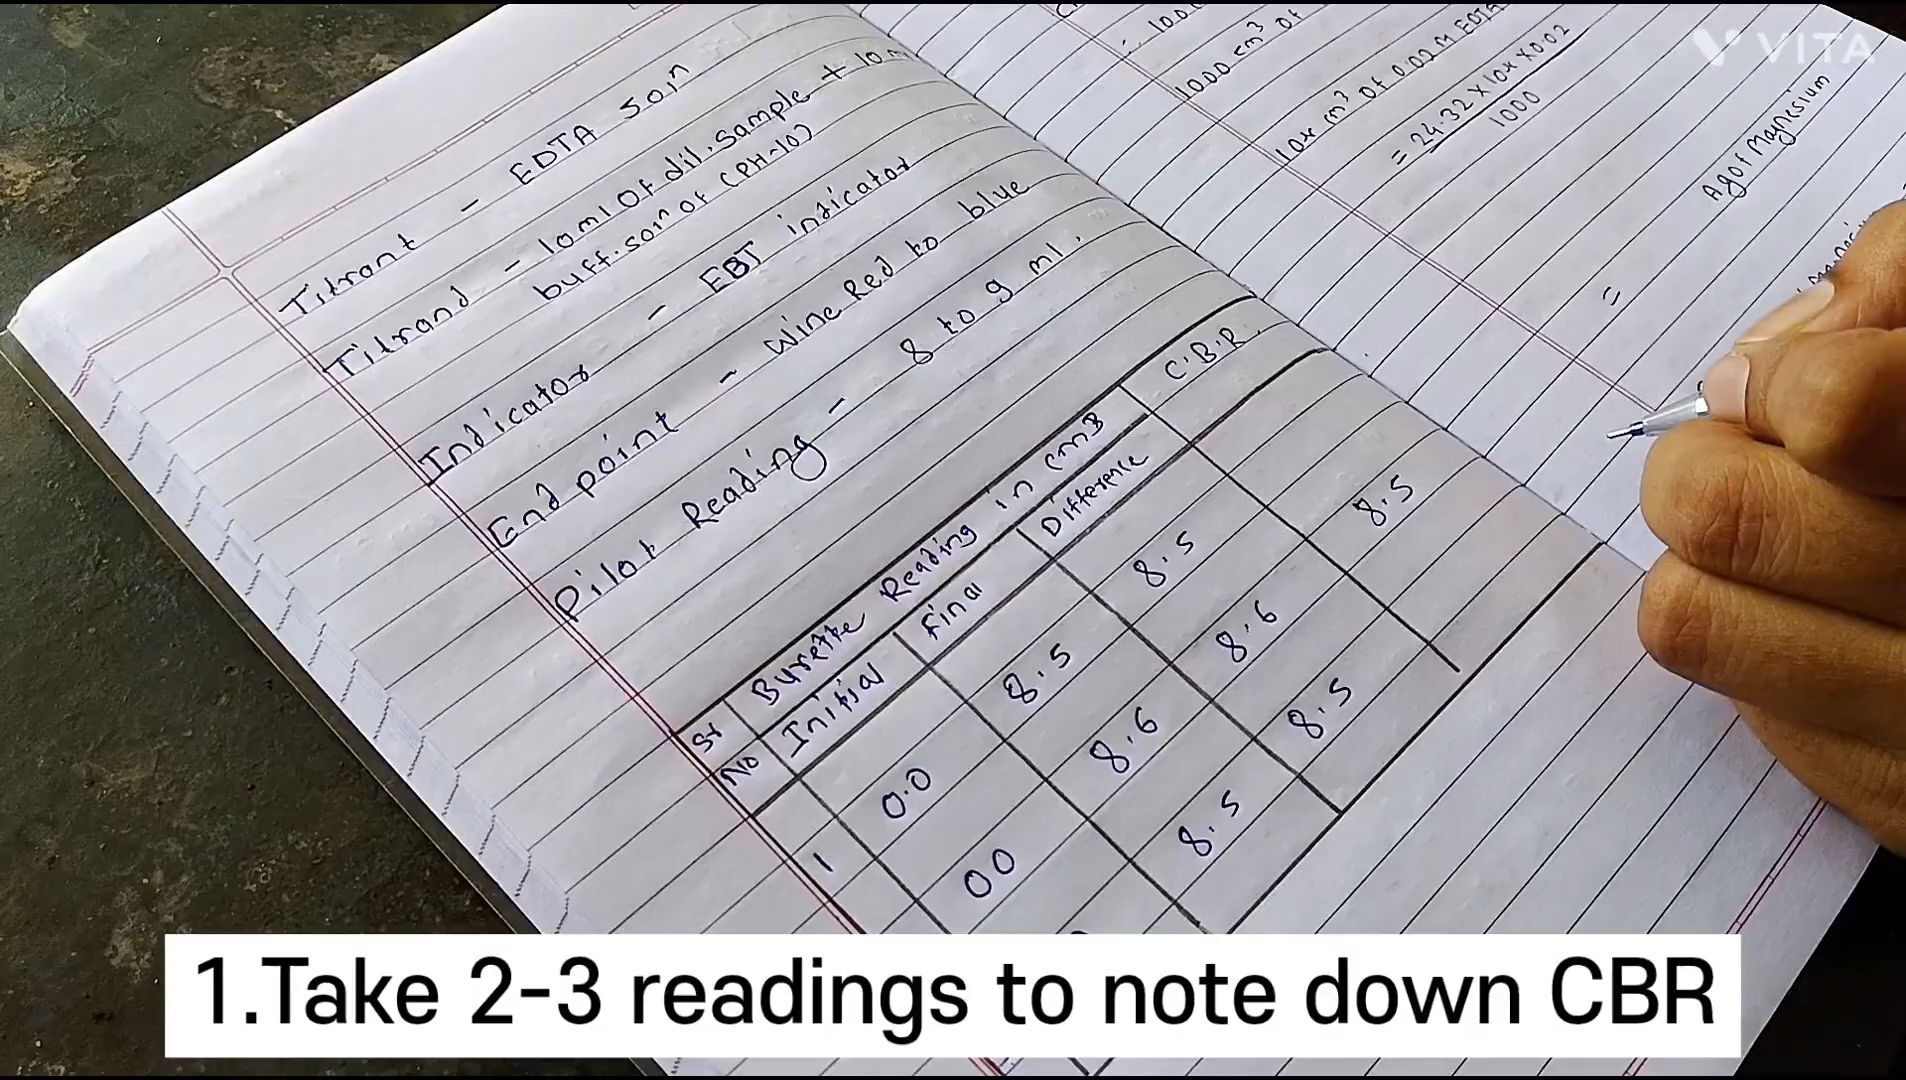 Titrant - EDTA Soln
Titrand - 10ml Of dil. Sample + 10 m
buff. soln of (PH-10)
Indicator - EBT indicator
End point - Wine Red to blue
Pilot Reading - 8 to 9 ml.
Sr No Burette Reading in cm3 C.B.R.
Initial Final Difference
1 0.0 8.5 8.5 8.5
00 8.6 8.6
8.5 8.5
1000 cm3 of
10x cm3 of 0.02 M EDTA
= 24.32 x 10x x 0.02
1000
= A g of Magnesium
VITA
1.Take 2-3 readings to note down CBR